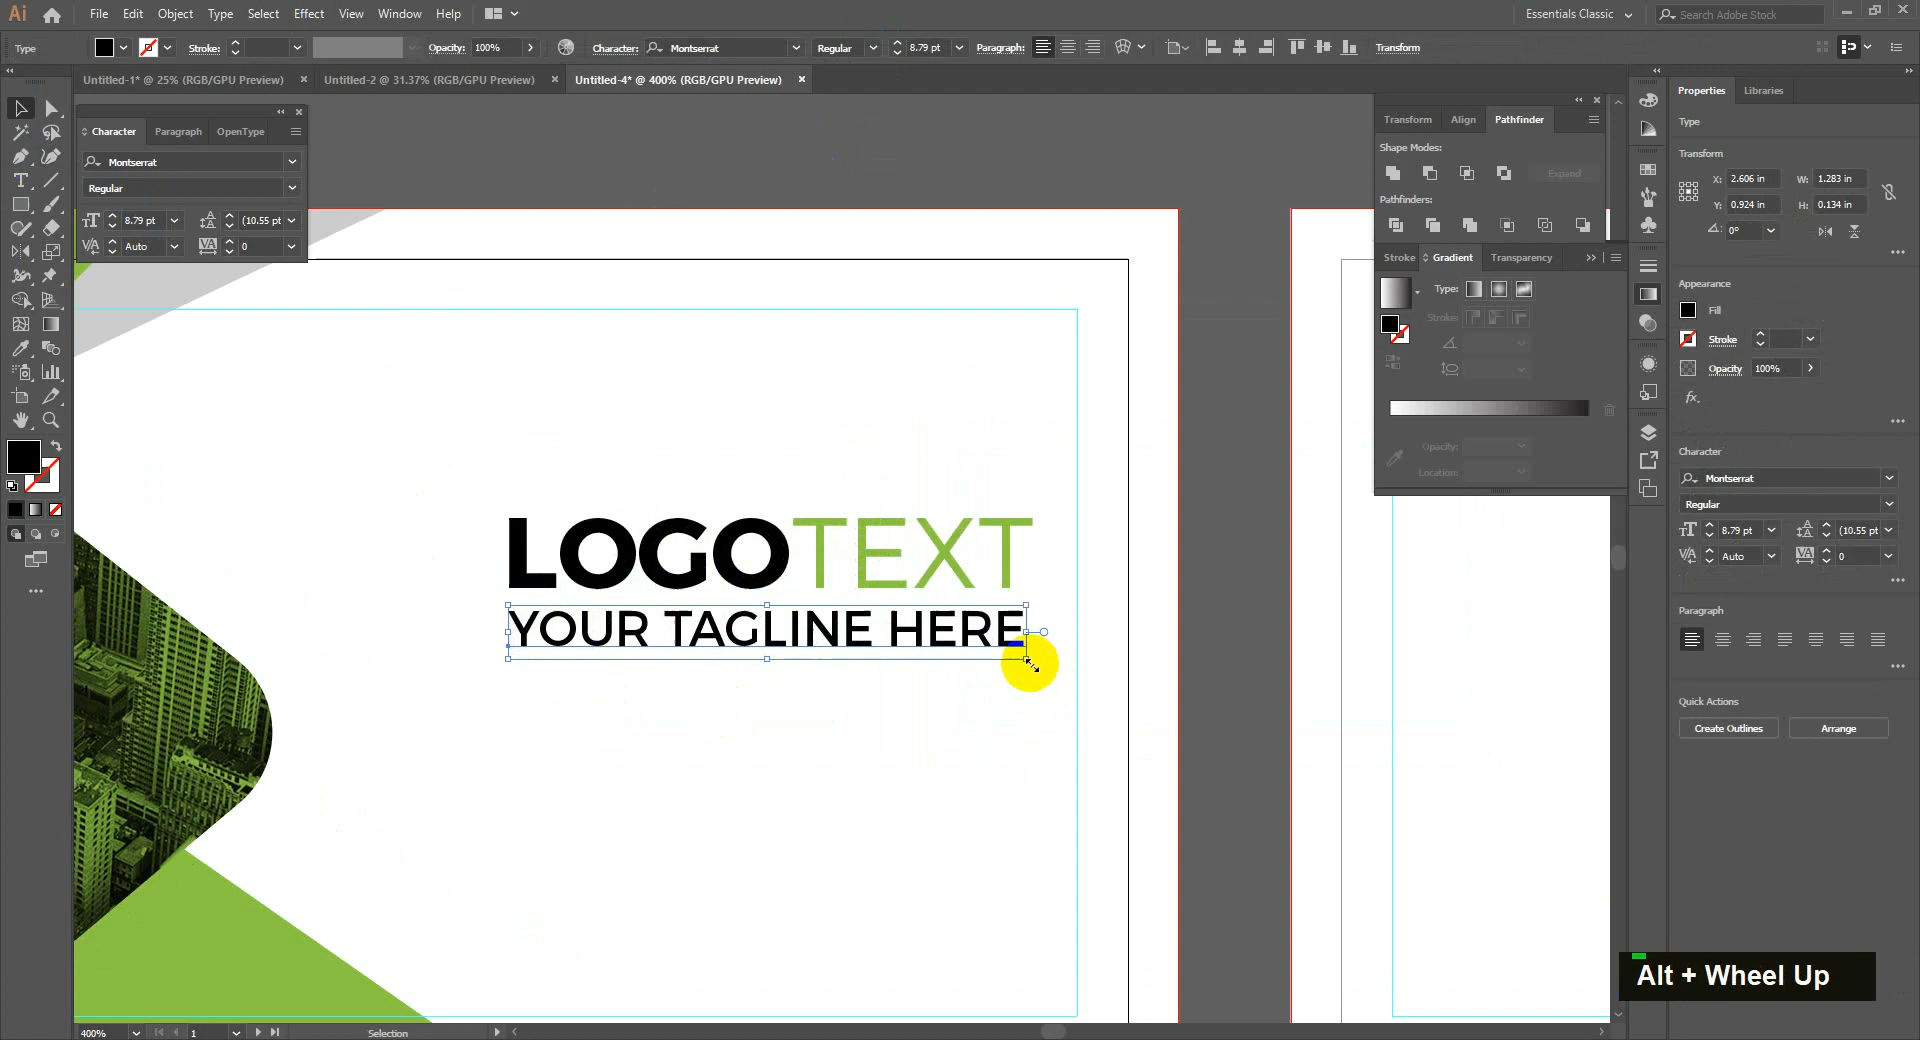 Ai File Edit Object Type Select Effect View Window Help Essentials Classic Search Adobe Stock
Type Stroke: Opacity: 100% Character: Montserrat Regular 8.79 pt Paragraph: Transform
Untitled-1* @ 25% (RGB/GPU Preview) × Untitled-2 @ 31.37% (RGB/GPU Preview) × Untitled-4* @ 400% (RGB/GPU Preview) ×
Character Paragraph OpenType
Montserrat
Regular
8.79 pt (10.55 pt
Auto 0
LOGOTEXT
YOUR TAGLINE HERE
Transform Align Pathfinder
Shape Modes:
Expand
Pathfinders:
Stroke Gradient Transparency
Type:
Stroke:
Opacity:
Location:
Properties Libraries
Type
Transform
X: 2.606 in W: 1.283 in
Y: 0.924 in H: 0.134 in
0°
Appearance
Fill
Stroke
Opacity 100%
fx.
Character
Montserrat
Regular
8.79 pt (10.55 pt
Auto 0
Paragraph
Quick Actions
Create Outlines Arrange
Alt + Wheel Up
400% 1 Selection